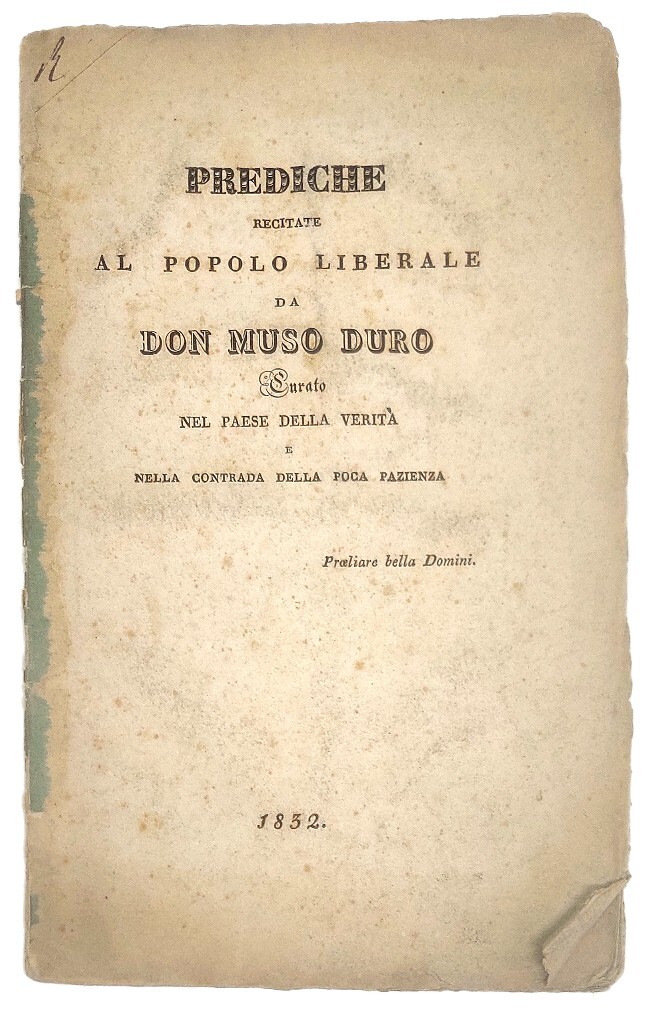 PREDICHE
RECITATE
AL POPOLO LIBERALE
DA
DON MUSO DURO
Curato
NEL PAESE DELLA VERITÀ
E
NELLA CONTRADA DELLA POCA PAZIENZA
Prœliare bella Domini.
1832.